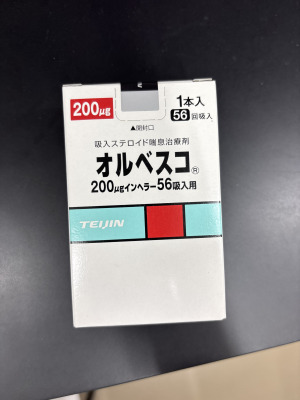 200μg
1本入
56回吸入
▲開封口
吸入ステロイド喘息治療剤
オルベスコ®
200μgインヘラー56吸入用
TEIJIN